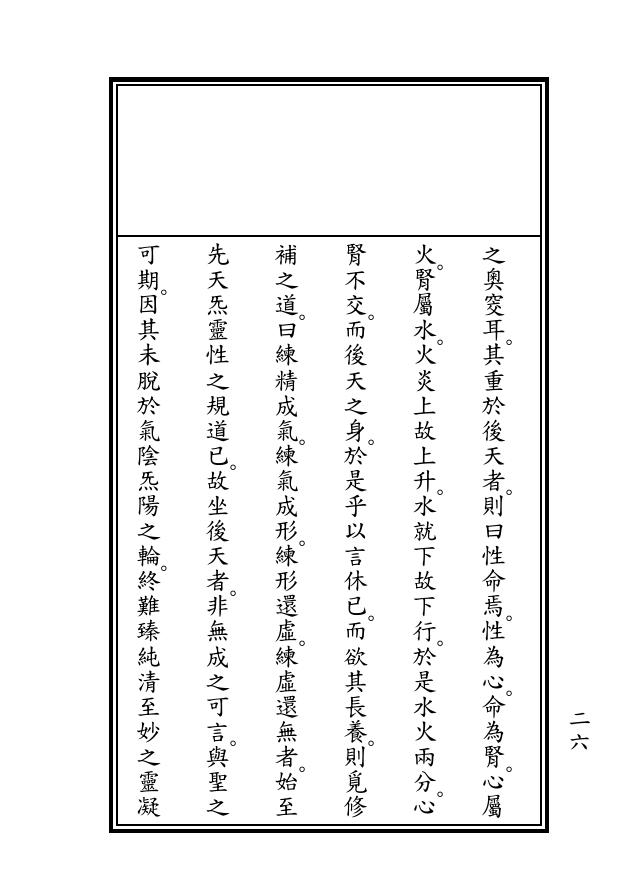 之奧窔耳。其重於後天者。則曰性命焉。性為心。命為腎。心屬
火。腎屬水。火炎上故上升。水就下故下行。於是水火兩分。心
腎不交。而後天之身。於是乎以言休已。而欲其長養。則覓修
補之道。曰練精成氣。練氣成形。練形還虛。練虛還無者。始至
先天炁靈性之規道已。故坐後天者。非無成之可言。與聖之
可期。因其未脫於氣陰炁陽之輪。終難臻純清至妙之靈凝
二六